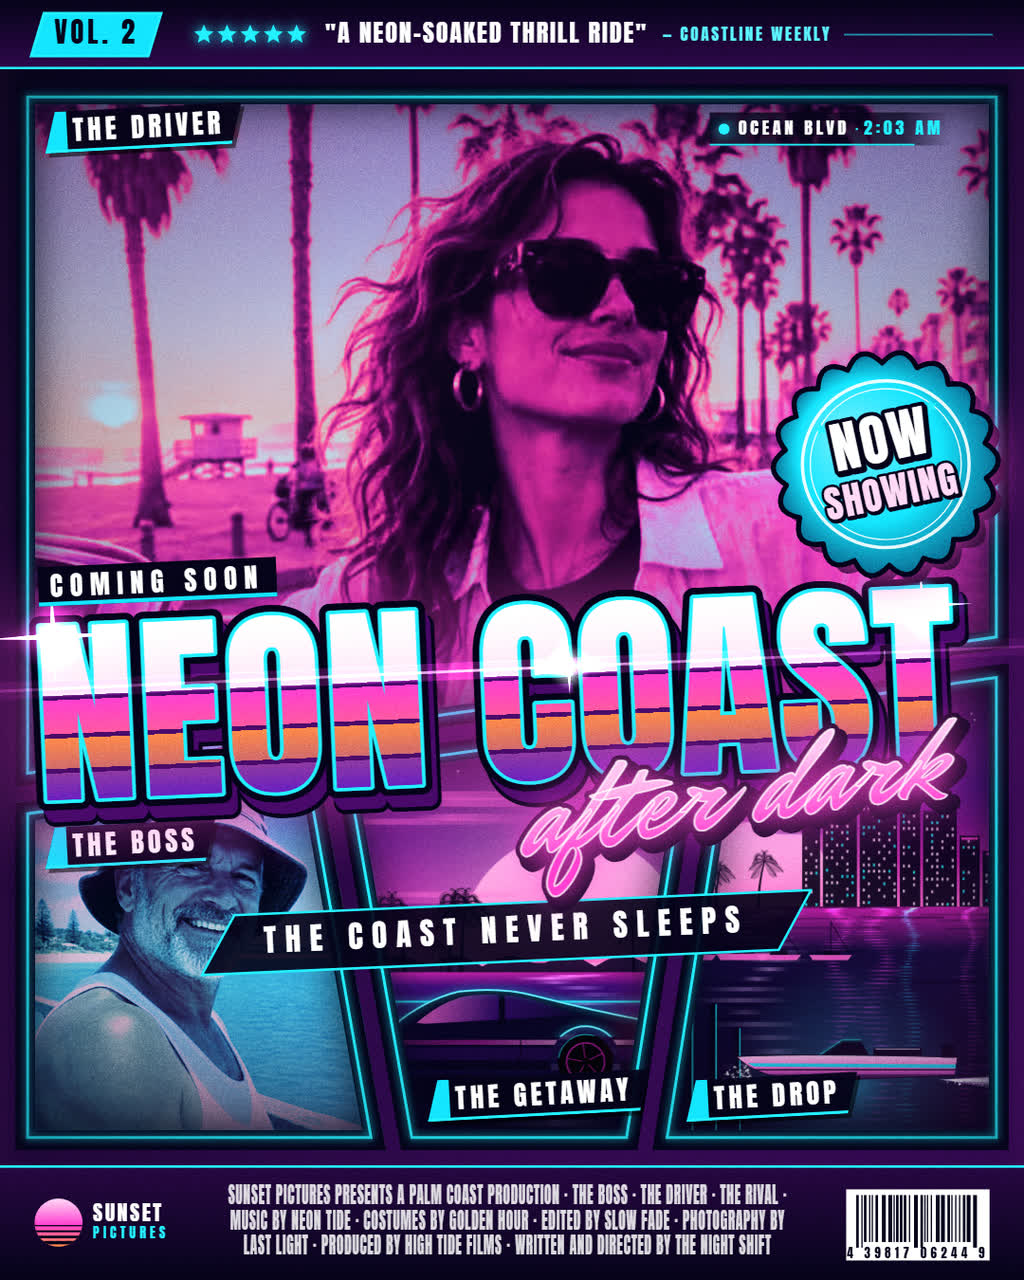 VOL. 2
★★★★★ "A NEON-SOAKED THRILL RIDE" – COASTLINE WEEKLY
THE DRIVER
OCEAN BLVD · 2:03 AM
NOW
SHOWING
COMING SOON
NEON COAST
after dark
THE BOSS
THE COAST NEVER SLEEPS
THE GETAWAY
THE DROP
SUNSET
PICTURES
SUNSET PICTURES PRESENTS A PALM COAST PRODUCTION · THE BOSS · THE DRIVER · THE RIVAL ·
MUSIC BY NEON TIDE · COSTUMES BY GOLDEN HOUR · EDITED BY SLOW FADE · PHOTOGRAPHY BY
LAST LIGHT · PRODUCED BY HIGH TIDE FILMS · WRITTEN AND DIRECTED BY THE NIGHT SHIFT
4 39817 06244 9